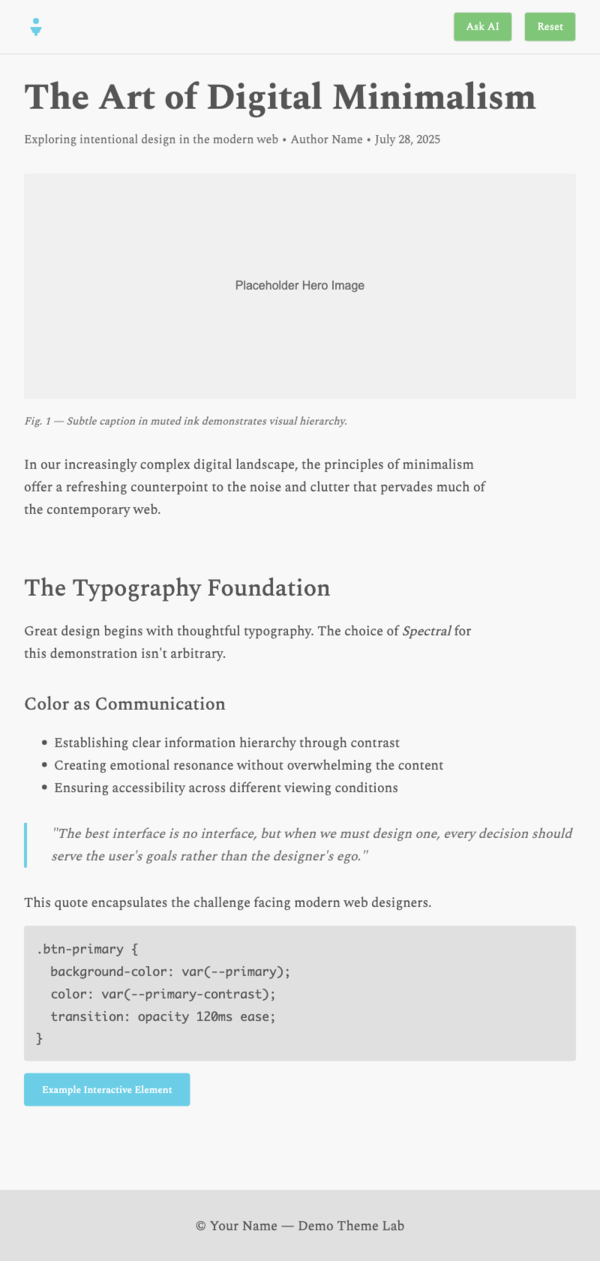 Ask AI
Reset
The Art of Digital Minimalism
Exploring intentional design in the modern web • Author Name • July 28, 2025
Placeholder Hero Image
Fig. 1 — Subtle caption in muted ink demonstrates visual hierarchy.
In our increasingly complex digital landscape, the principles of minimalism
offer a refreshing counterpoint to the noise and clutter that pervades much of
the contemporary web.
The Typography Foundation
Great design begins with thoughtful typography. The choice of Spectral for
this demonstration isn't arbitrary.
Color as Communication
• Establishing clear information hierarchy through contrast
• Creating emotional resonance without overwhelming the content
• Ensuring accessibility across different viewing conditions
"The best interface is no interface, but when we must design one, every decision should
serve the user's goals rather than the designer's ego."
This quote encapsulates the challenge facing modern web designers.
.btn-primary {
  background-color: var(--primary);
  color: var(--primary-contrast);
  transition: opacity 120ms ease;
}
Example Interactive Element
© Your Name — Demo Theme Lab